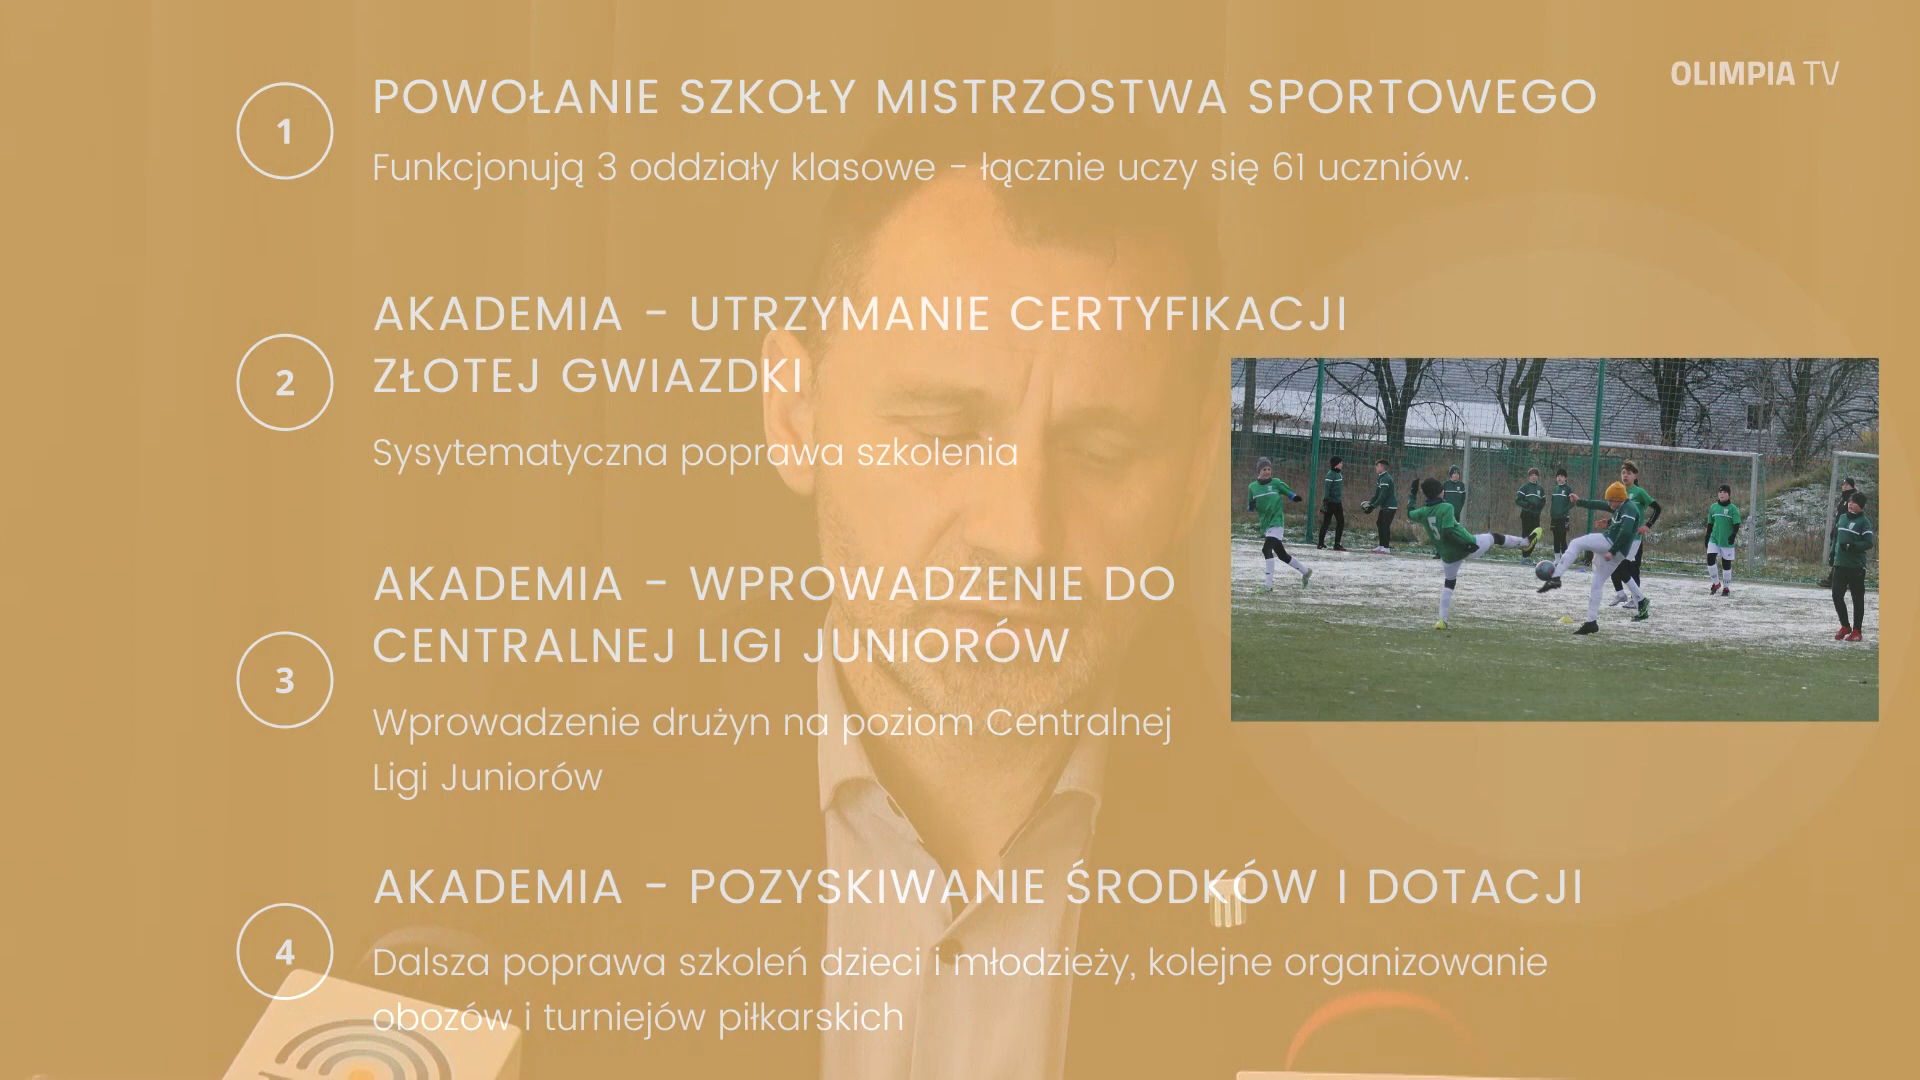 OLIMPIA TV
1
POWOŁANIE SZKOŁY MISTRZOSTWA SPORTOWEGO
Funkcjonują 3 oddziały klasowe - łącznie uczy się 61 uczniów.
2
AKADEMIA - UTRZYMANIE CERTYFIKACJI
ZŁOTEJ GWIAZDKI
Sysytematyczna poprawa szkolenia
3
AKADEMIA - WPROWADZENIE DO
CENTRALNEJ LIGI JUNIORÓW
Wprowadzenie drużyn na poziom Centralnej
Ligi Juniorów
4
AKADEMIA - POZYSKIWANIE ŚRODKÓW I DOTACJI
Dalsza poprawa szkoleń dzieci i młodzieży, kolejne organizowanie
obozów i turniejów piłkarskich